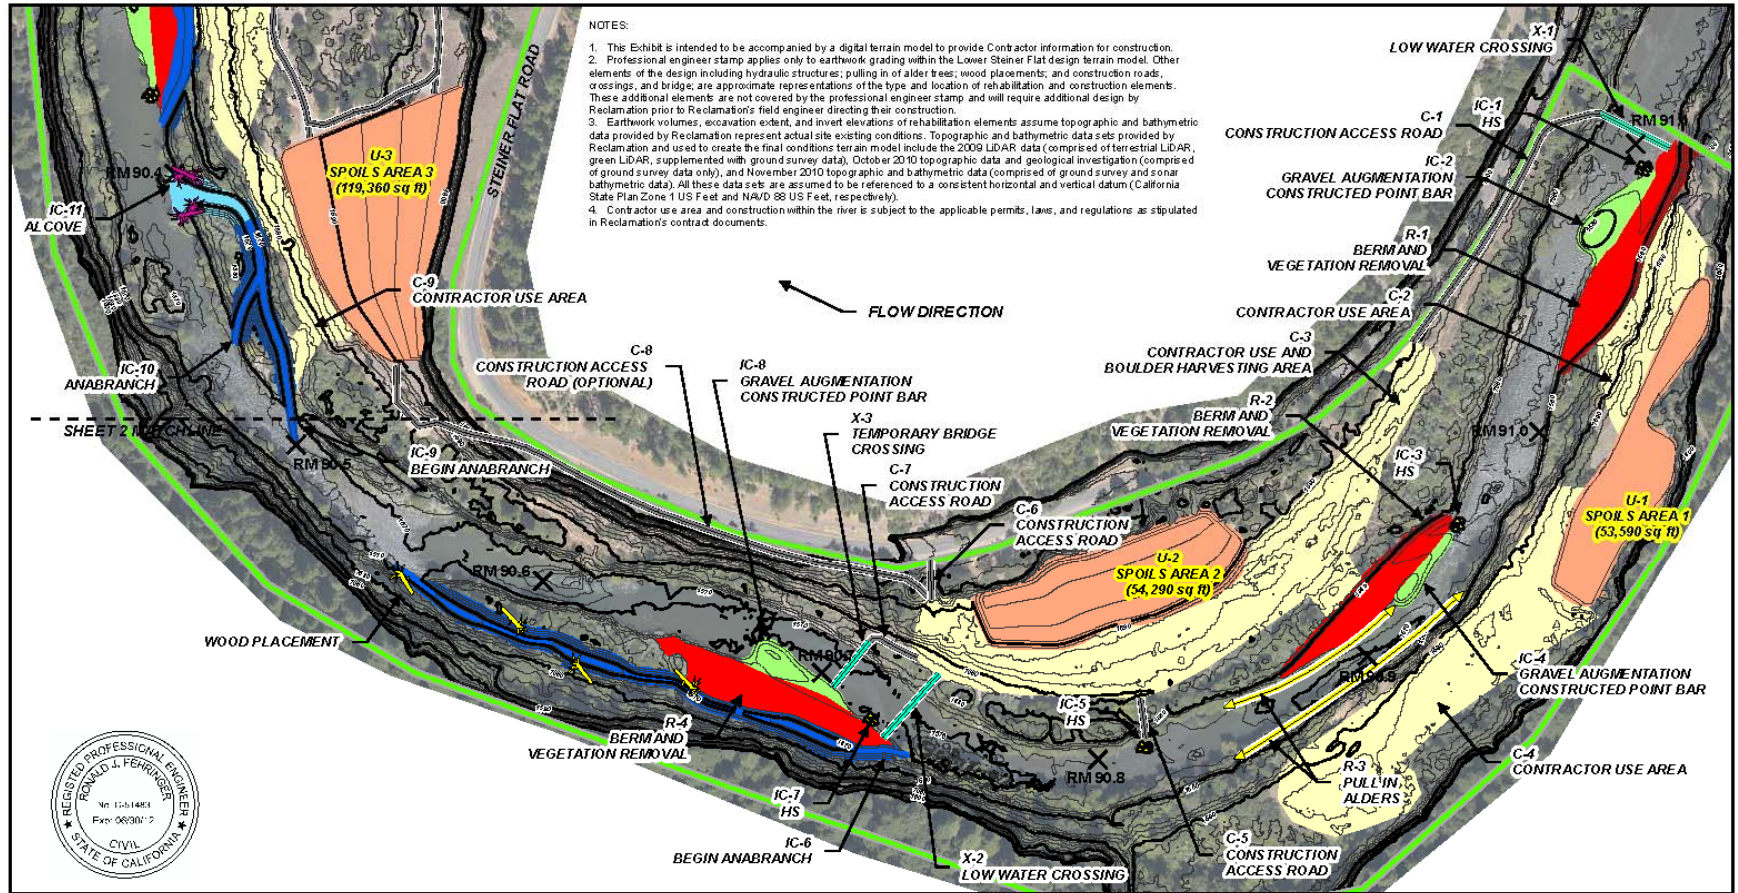 NOTES:
1. This Exhibit is intended to be accompanied by a digital terrain model to provide Contractor information for construction.
2. Professional engineer stamp applies only to earthwork grading within the Lower Steiner Flat design terrain model. Other
elements of the design including hydraulic structures; pulling in of alder trees; wood placements; and construction roads,
crossings, and bridge; are approximate representations of the type and location of rehabilitation and construction elements.
These additional elements are not covered by the professional engineer stamp and will require additional design by
Reclamation prior to Reclamation's field engineer directing their construction.
3. Earthwork volumes, excavation extent, and invert elevations of rehabilitation elements assume topographic and bathymetric
data provided by Reclamation represent actual site existing conditions. Topographic and bathymetric data sets provided by
Reclamation and used to create the final conditions terrain model include the 2009 LiDAR data (comprised of terrestrial LiDAR,
green LiDAR, supplemented with ground survey data), October 2010 topographic data and geological investigation (comprised
of ground survey data only), and November 2010 topographic and bathymetric data (comprised of ground survey and sonar
bathymetric data). All these data sets are assumed to be referenced to a consistent horizontal and vertical datum (California
State Plan Zone 1 US Feet and NAVD 88 US Feet, respectively).
4. Contractor use area and construction within the river is subject to the applicable permits, laws, and regulations as stipulated
in Reclamation's contract documents.
STEINER FLAT ROAD
U-3
SPOILS AREA 3
(119,360 sq ft)
RM 90.4
IC-11
ALCOVE
C-9
CONTRACTOR USE AREA
IC-10
ANABRANCH
SHEET 2 MATCHLINE
RM 90.5
IC-9
BEGIN ANABRANCH
FLOW DIRECTION
C-8
CONSTRUCTION ACCESS
ROAD (OPTIONAL)
IC-8
GRAVEL AUGMENTATION
CONSTRUCTED POINT BAR
X-3
TEMPORARY BRIDGE
CROSSING
C-7
CONSTRUCTION
ACCESS ROAD
C-6
CONSTRUCTION
ACCESS ROAD
X-1
LOW WATER CROSSING
IC-1
HS
C-1
CONSTRUCTION ACCESS ROAD
IC-2
GRAVEL AUGMENTATION
CONSTRUCTED POINT BAR
R-1
BERM AND
VEGETATION REMOVAL
C-2
CONTRACTOR USE AREA
C-3
CONTRACTOR USE AND
BOULDER HARVESTING AREA
R-2
BERM AND
VEGETATION REMOVAL
RM 91.0
IC-3
HS
U-1
SPOILS AREA 1
(53,590 sq ft)
U-2
SPOILS AREA 2
(54,290 sq ft)
RM 90.6
WOOD PLACEMENT
RM 90.7
RM 90.9
IC-4
GRAVEL AUGMENTATION
CONSTRUCTED POINT BAR
IC-5
HS
R-4
BERM AND
VEGETATION REMOVAL
RM 90.8
R-3
PULL IN
ALDERS
C-4
CONTRACTOR USE AREA
IC-7
HS
IC-6
BEGIN ANABRANCH
X-2
LOW WATER CROSSING
C-5
CONSTRUCTION
ACCESS ROAD
REGISTERED PROFESSIONAL ENGINEER
RONALD J. FEHRINGER
CIVIL
STATE OF CALIFORNIA